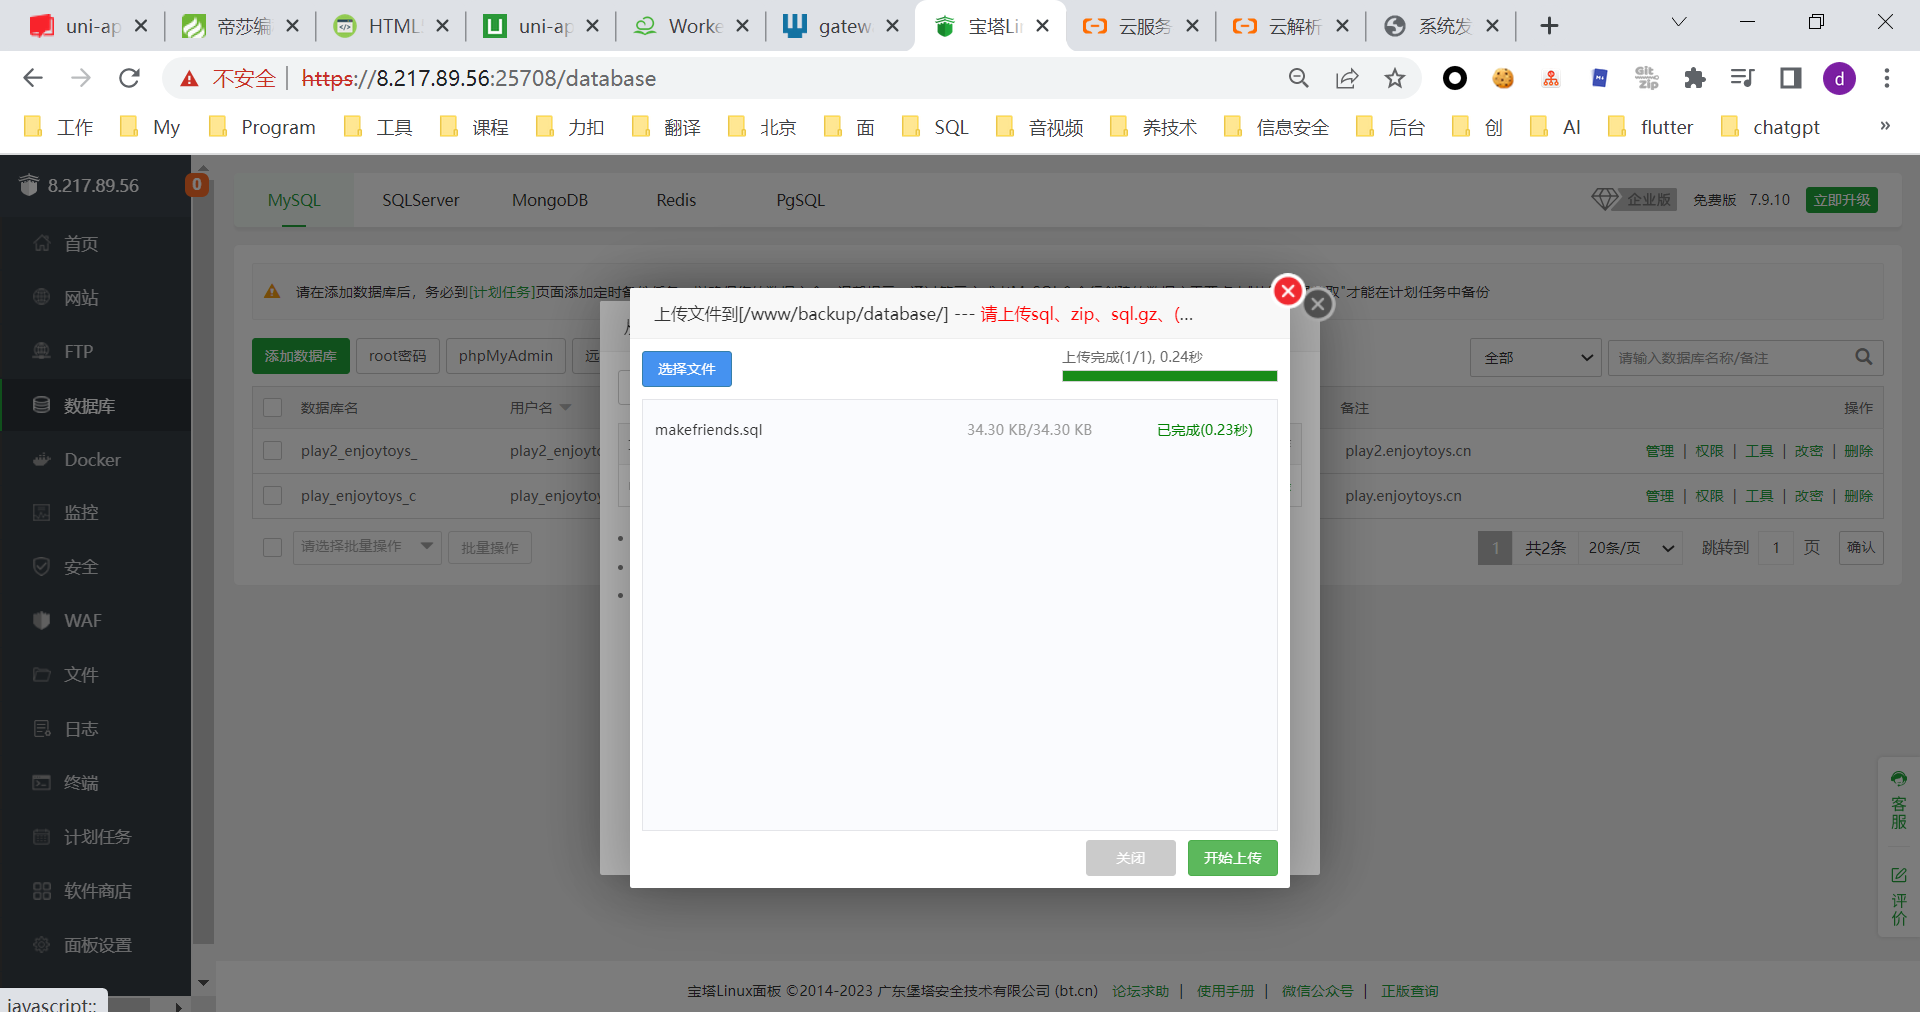 uni-ap
帝莎编
HTML
uni-ap
Worke
gatew
宝塔Li
云服务
云解析
系统发
不安全 https://8.217.89.56:25708/database
d
工作 My Program 工具 课程 力扣 翻译 北京 面 SQL 音视频 养技术 信息安全 后台 创 AI flutter chatgpt »
8.217.89.56 0
首页
网站
FTP
数据库
Docker
监控
安全
WAF
文件
日志
终端
计划任务
软件商店
面板设置
MySQL SQLServer MongoDB Redis PgSQL 企业版 免费版 7.9.10 立即升级
请在添加数据库后，务必到[计划任务]页面添加定时 取"才能在计划任务中备份
添加数据库 root密码 phpMyAdmin 远 全部 请输入数据库名称/备注
数据库名 用户名 备注 操作
play2_enjoytoys_ play2_enjoyt play2.enjoytoys.cn 管理 | 权限 | 工具 | 改密 | 删除
play_enjoytoys_c play_enjoytoy play.enjoytoys.cn 管理 | 权限 | 工具 | 改密 | 删除
请选择批量操作 批量操作 1 共2条 20条/页 跳转到 1 页 确认
上传文件到[/www/backup/database/] --- 请上传sql、zip、sql.gz、(...
选择文件 上传完成(1/1), 0.24秒
makefriends.sql 34.30 KB/34.30 KB 已完成(0.23秒)
关闭 开始上传
客服
评价
宝塔Linux面板 ©2014-2023 广东堡塔安全技术有限公司 (bt.cn) 论坛求助 | 使用手册 | 微信公众号 | 正版查询
javascript:;